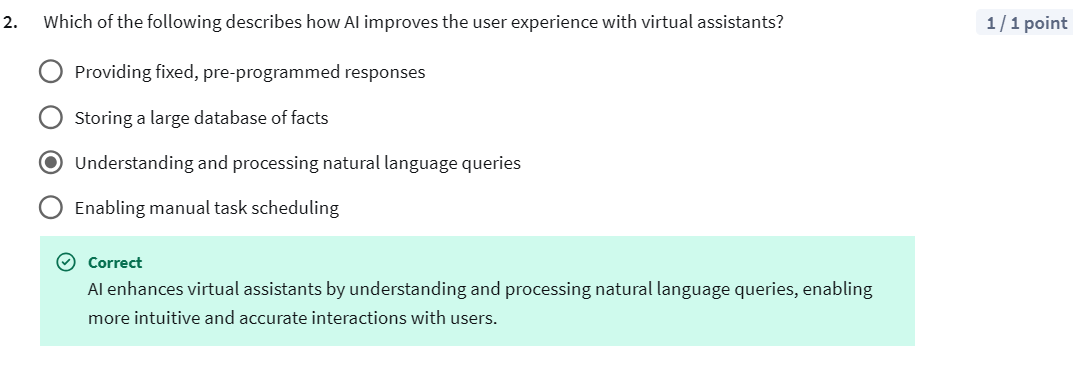 2. Which of the following describes how AI improves the user experience with virtual assistants?
1 / 1 point
Providing fixed, pre-programmed responses
Storing a large database of facts
Understanding and processing natural language queries
Enabling manual task scheduling
Correct
AI enhances virtual assistants by understanding and processing natural language queries, enabling
more intuitive and accurate interactions with users.